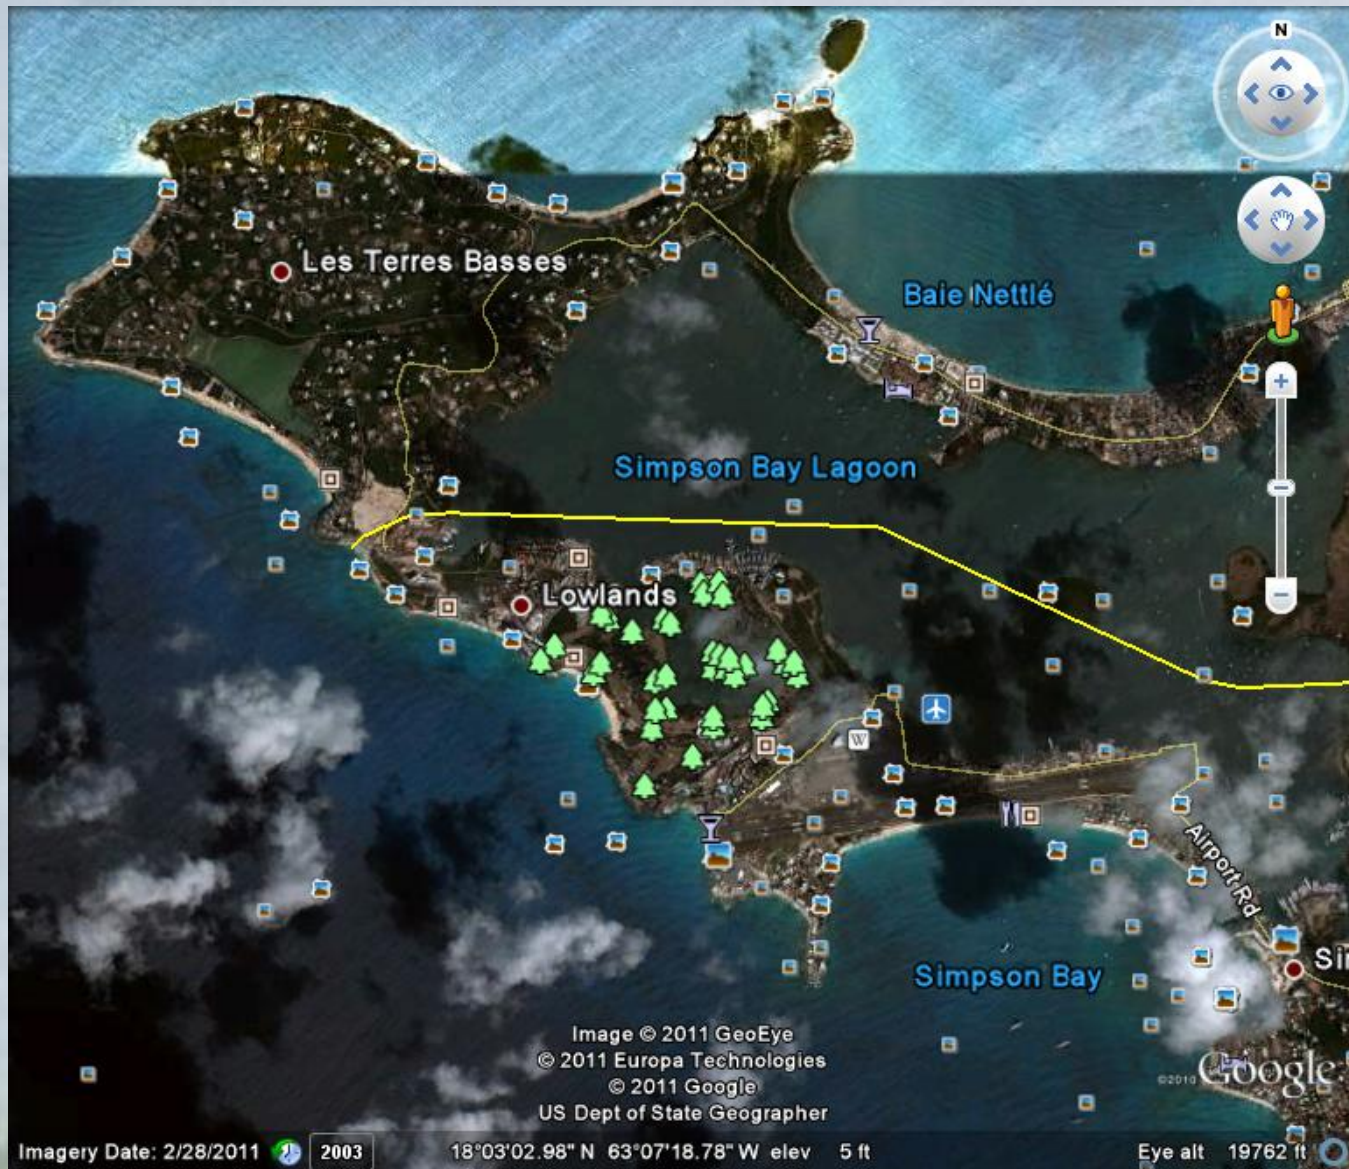 N
Les Terres Basses
Baie Nettlé
Simpson Bay Lagoon
Lowlands
W
Airport Rd
Simpson Bay
Image © 2011 GeoEye
© 2011 Europa Technologies
© 2011 Google
US Dept of State Geographer
©2010 Google
Imagery Date: 2/28/2011 2003 18°03'02.98" N 63°07'18.78" W elev 5 ft Eye alt 19762 ft